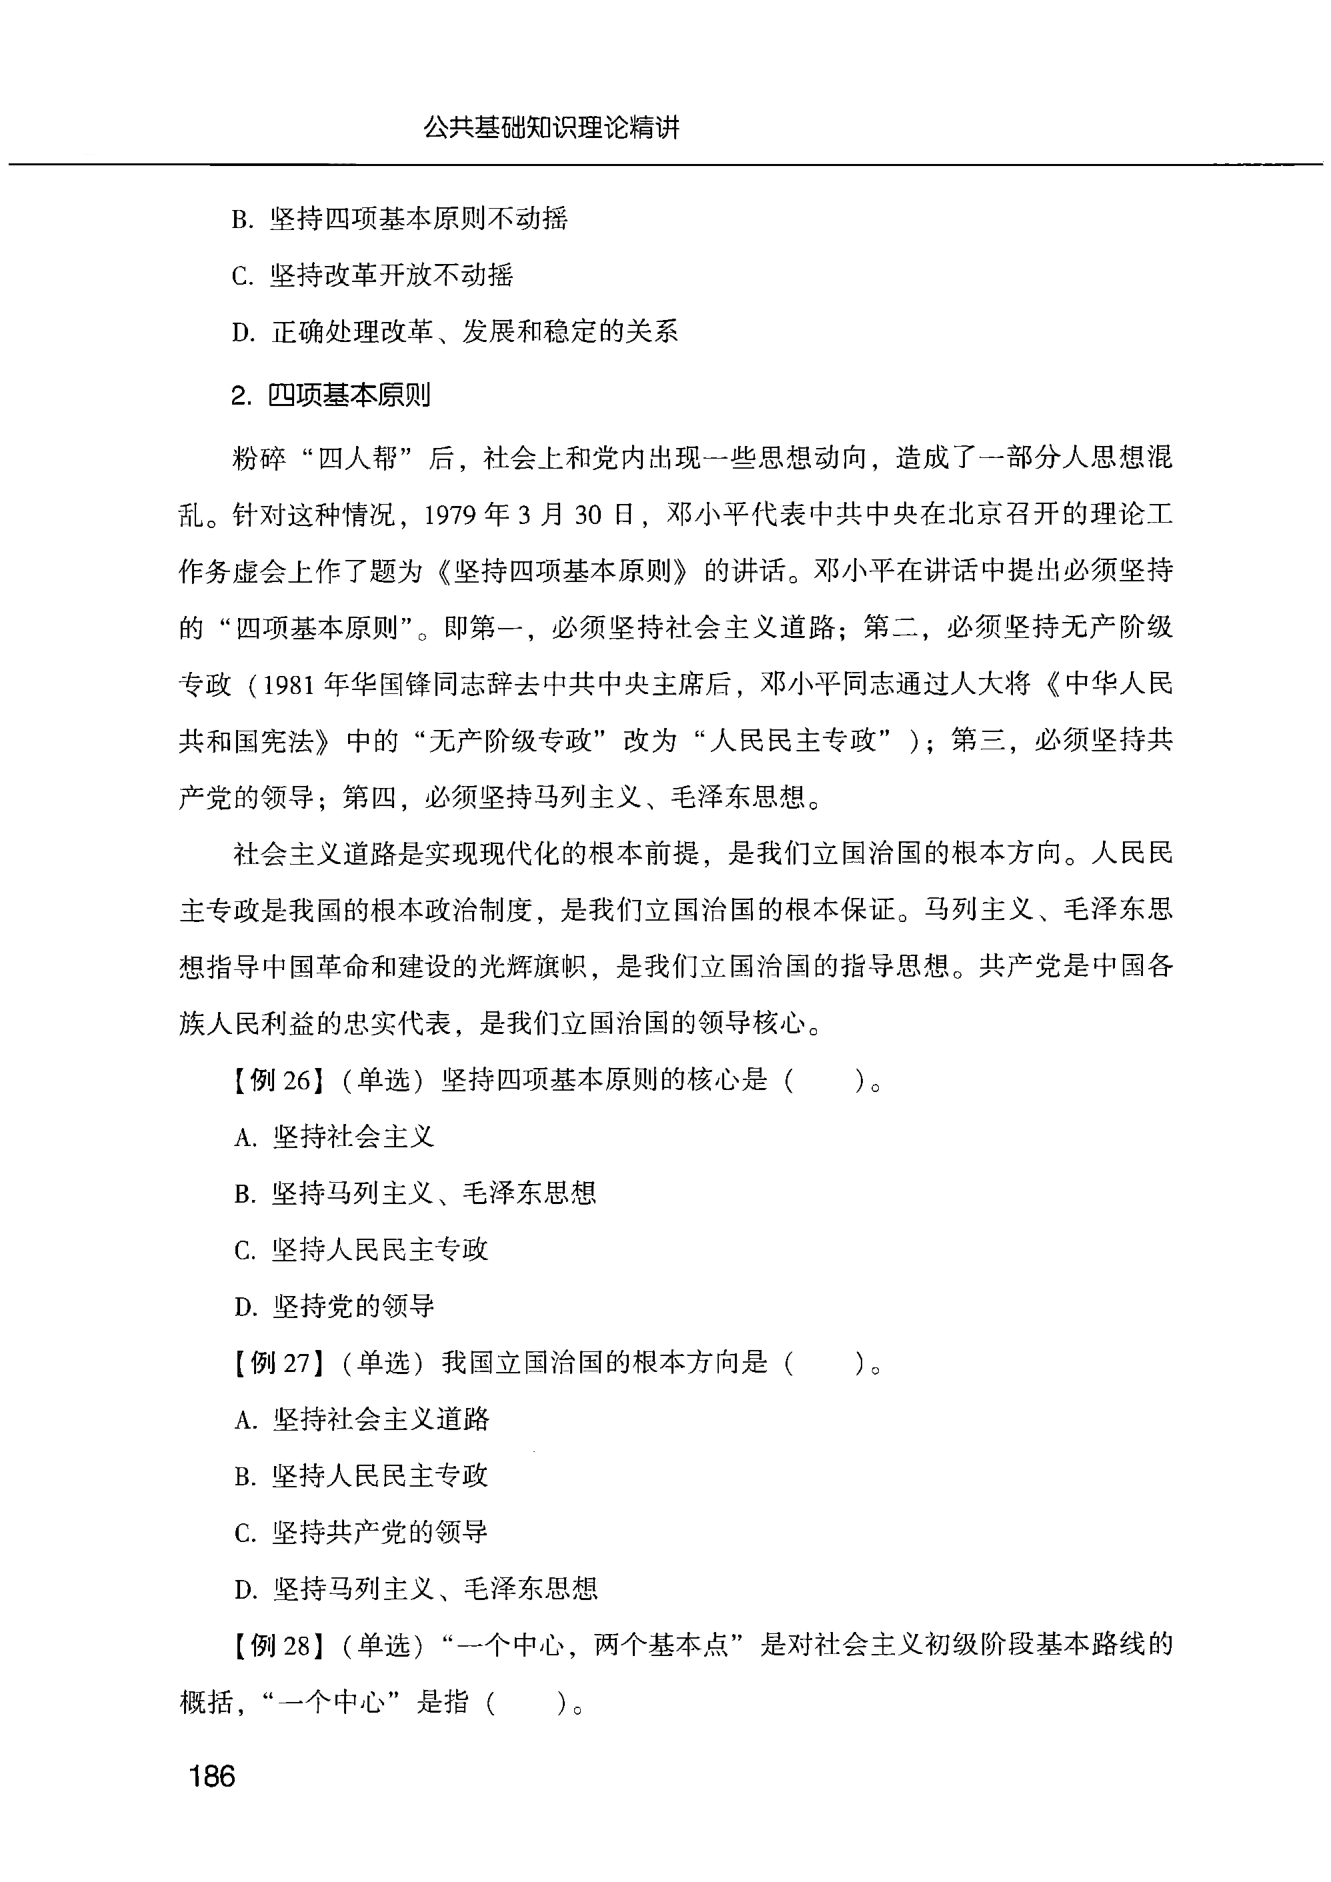 公共基础知识理论精讲
B. 坚持四项基本原则不动摇
C. 坚持改革开放不动摇
D. 正确处理改革、发展和稳定的关系
2. 四项基本原则
粉碎“四人帮”后，社会上和党内出现一些思想动向，造成了一部分人思想混
乱。针对这种情况，1979 年 3 月 30 日，邓小平代表中共中央在北京召开的理论工
作务虚会上作了题为《坚持四项基本原则》的讲话。邓小平在讲话中提出必须坚持
的“四项基本原则”。即第一，必须坚持社会主义道路；第二，必须坚持无产阶级
专政（1981 年华国锋同志辞去中共中央主席后，邓小平同志通过人大将《中华人民
共和国宪法》中的“无产阶级专政”改为“人民民主专政”）；第三，必须坚持共
产党的领导；第四，必须坚持马列主义、毛泽东思想。
社会主义道路是实现现代化的根本前提，是我们立国治国的根本方向。人民民
主专政是我国的根本政治制度，是我们立国治国的根本保证。马列主义、毛泽东思
想指导中国革命和建设的光辉旗帜，是我们立国治国的指导思想。共产党是中国各
族人民利益的忠实代表，是我们立国治国的领导核心。
【例 26】（单选）坚持四项基本原则的核心是（　　）。
A. 坚持社会主义
B. 坚持马列主义、毛泽东思想
C. 坚持人民民主专政
D. 坚持党的领导
【例 27】（单选）我国立国治国的根本方向是（　　）。
A. 坚持社会主义道路
B. 坚持人民民主专政
C. 坚持共产党的领导
D. 坚持马列主义、毛泽东思想
【例 28】（单选）“一个中心，两个基本点”是对社会主义初级阶段基本路线的
概括，“一个中心”是指（　　）。
186